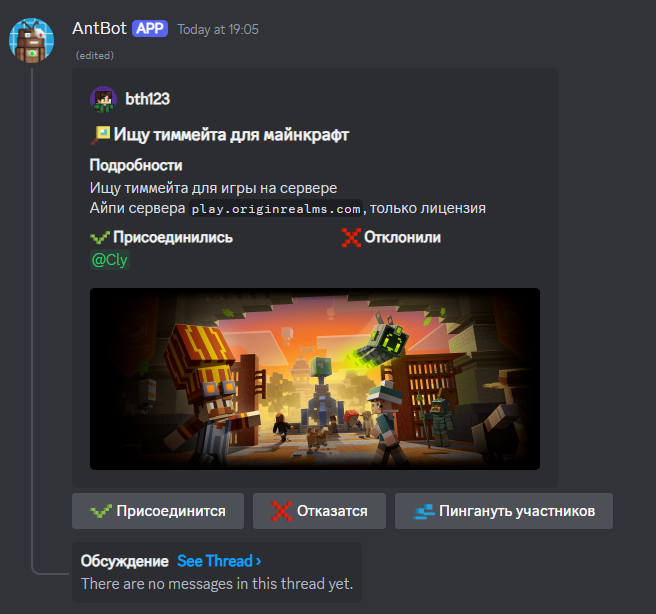 AntBot APP Today at 19:05
(edited)
bth123
Ищу тиммейта для майнкрафт
Подробности
Ищу тиммейта для игры на сервере
Айпи сервера play.originrealms.com, только лицензия
Присоединились Отклонили
@Cly
Присоединится Отказатся Пингануть участников
Обсуждение See Thread ›
There are no messages in this thread yet.